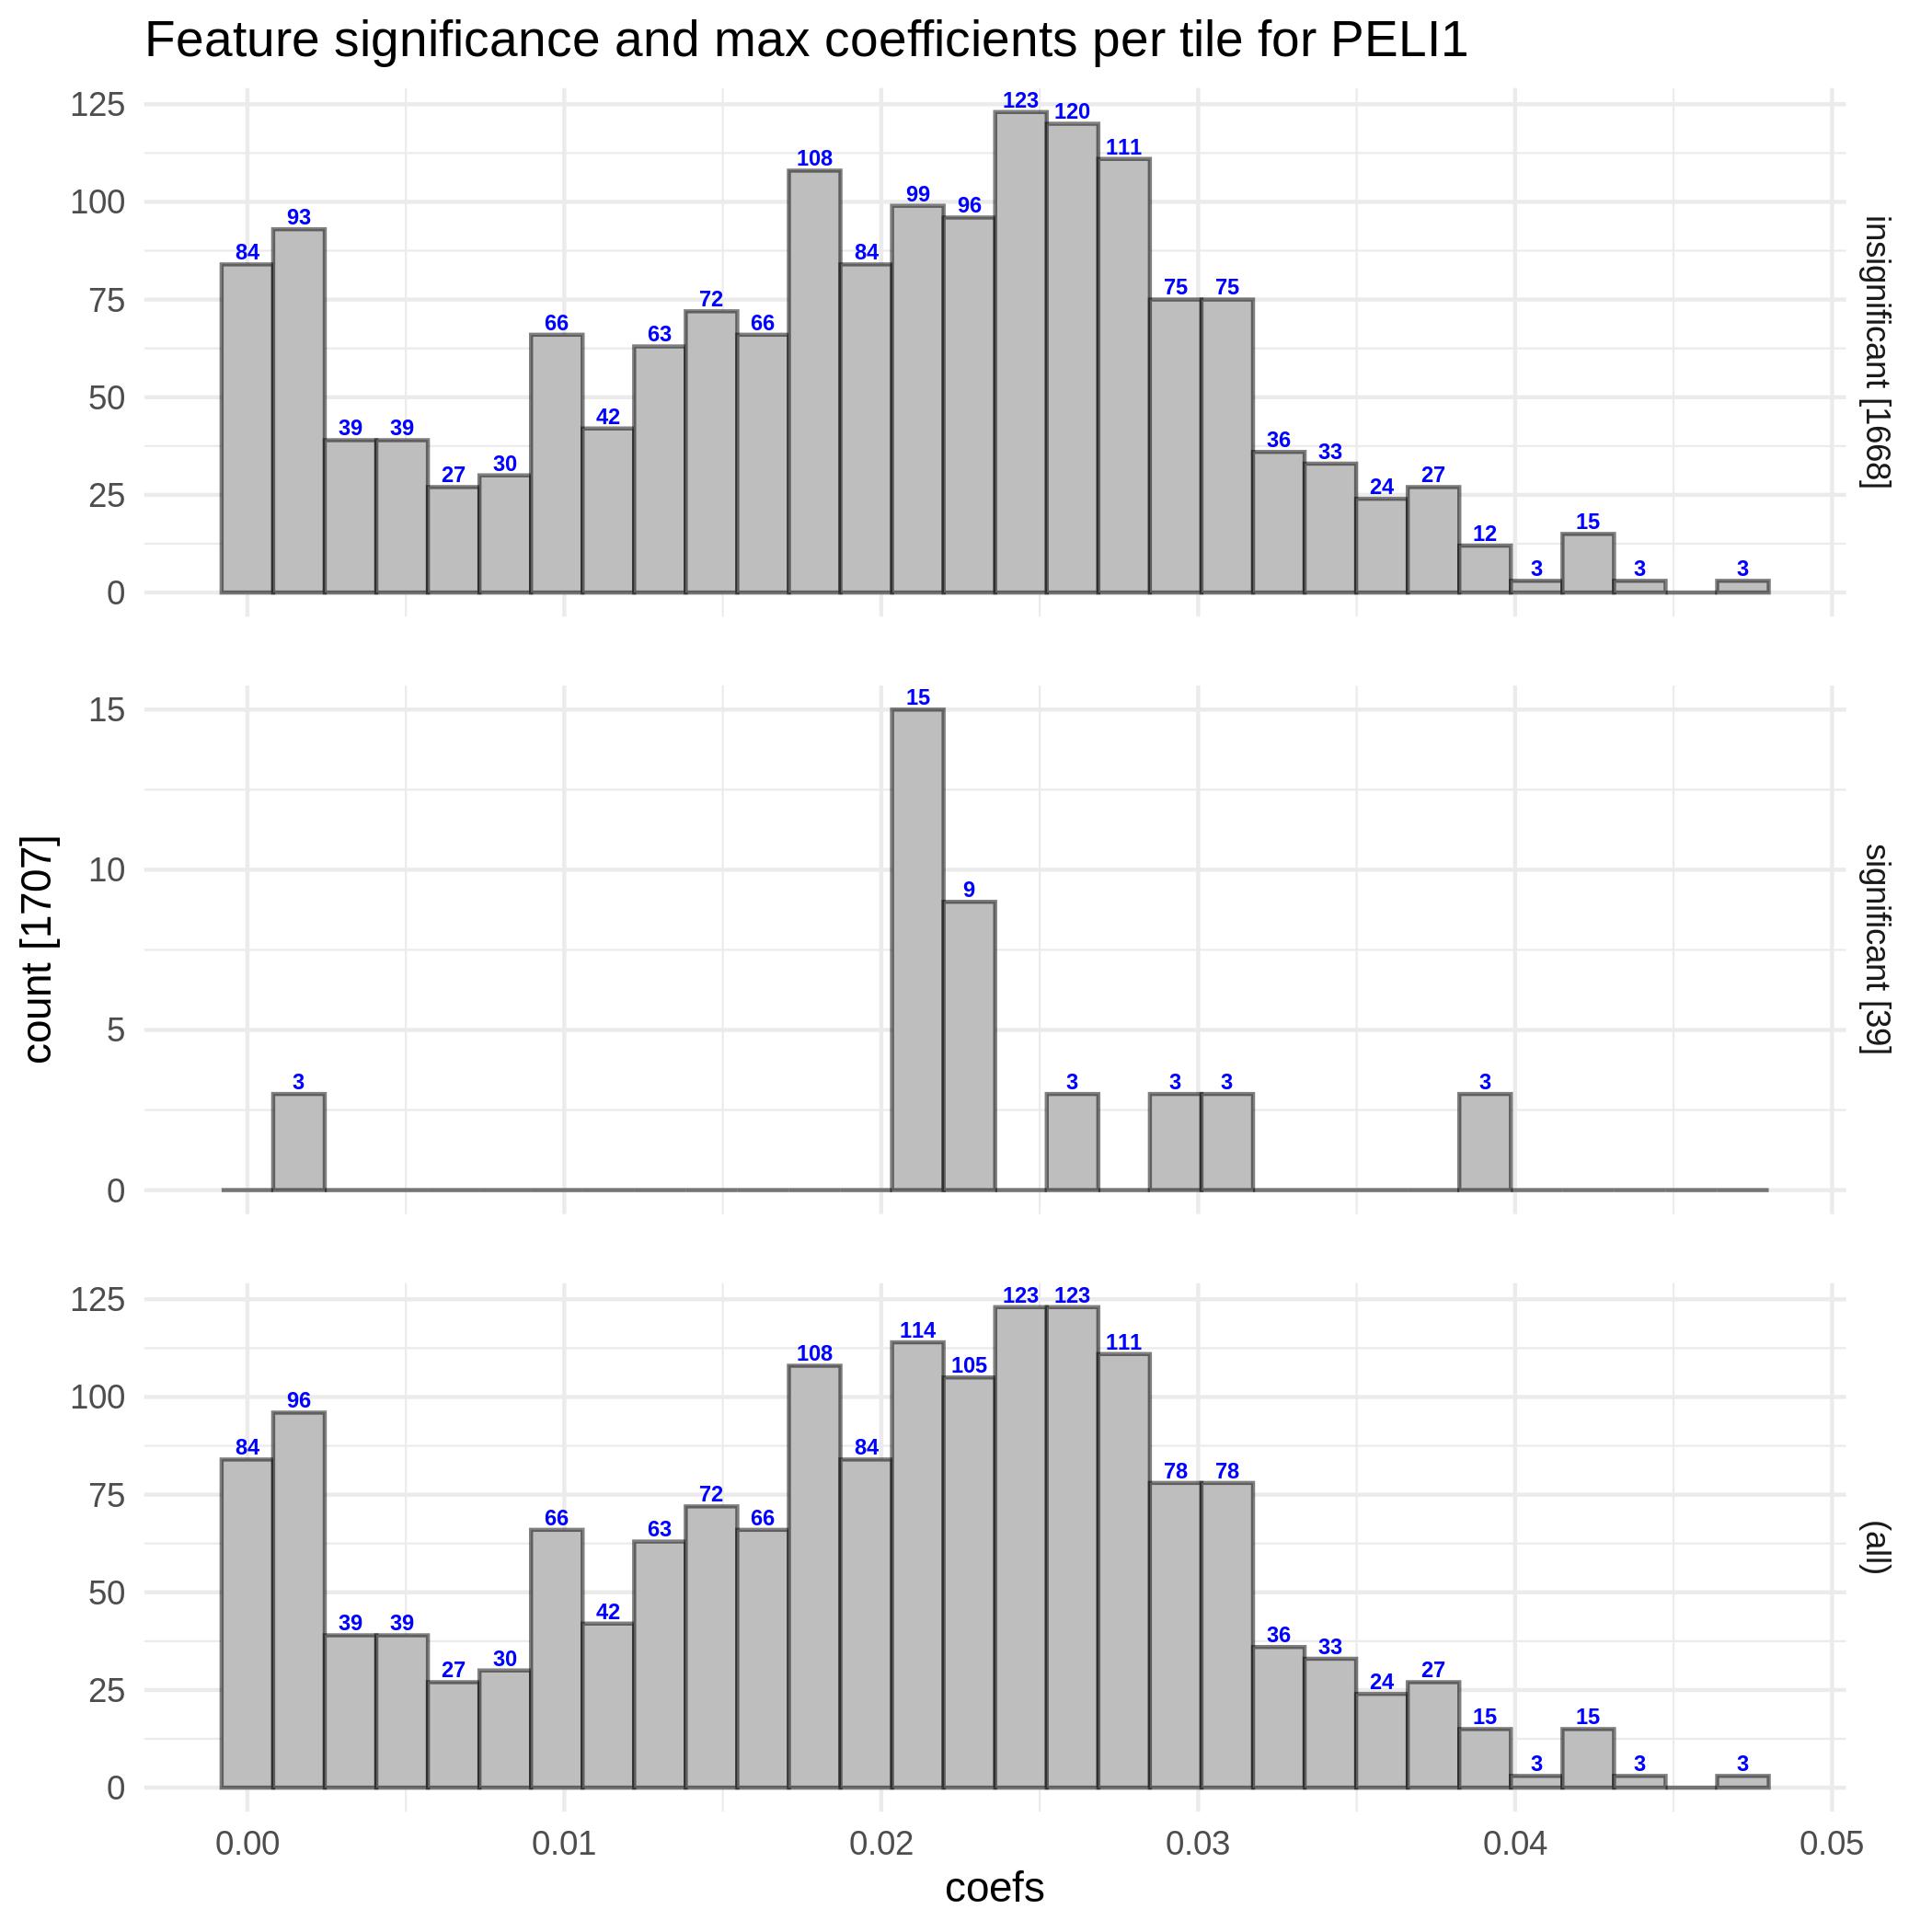 Feature significance and max coefficients per tile for PELI1
125
100
75
50
25
0
84 93 39 39 27 30 66 42 63 72 66 108 84 99 96 123 120 111 75 75 36 33 24 27 12 3 15 3 3
insignificant [1668]
15
10
5
0
3 15 9 3 3 3 3
significant [39]
count [1707]
125
100
75
50
25
0
84 96 39 39 27 30 66 42 63 72 66 108 84 114 105 123 123 111 78 78 36 33 24 27 15 3 15 3 3
(all)
0.00 0.01 0.02 0.03 0.04 0.05
coefs